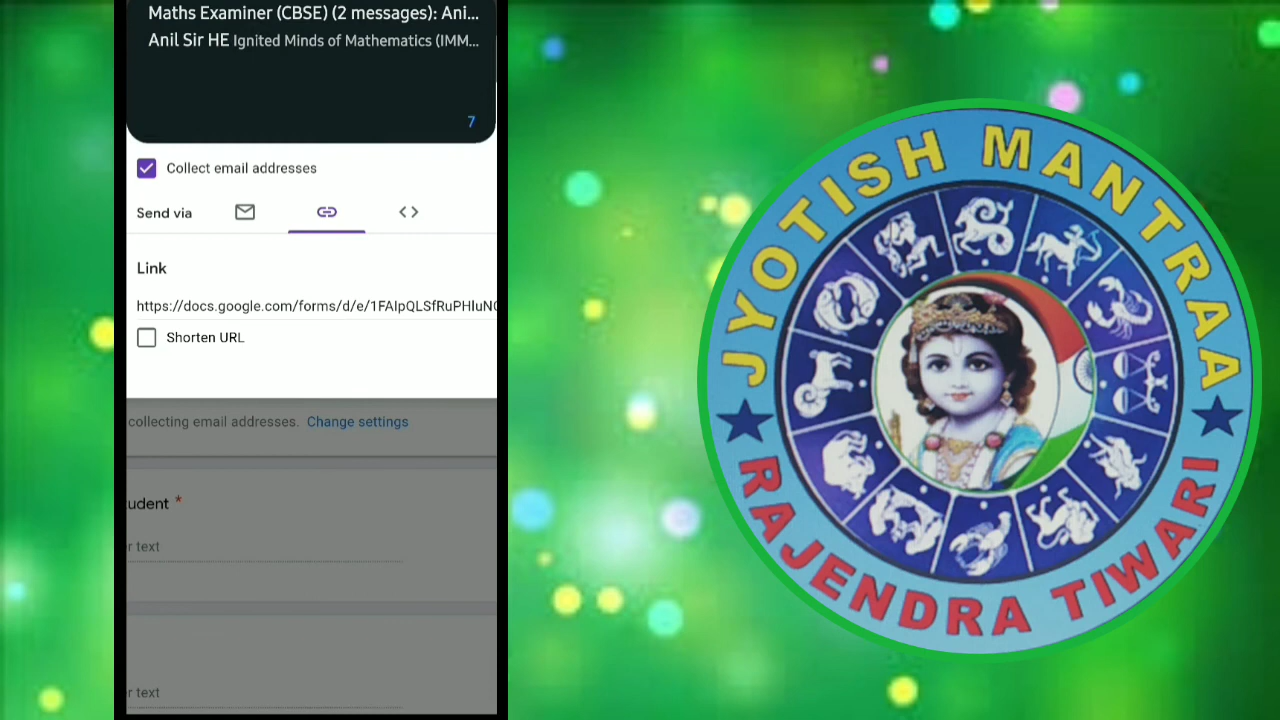 Maths Examiner (CBSE) (2 messages): Ani...
Anil Sir HE Ignited Minds of Mathematics (IMM...
7
Collect email addresses
Send via
Link
https://docs.google.com/forms/d/e/1FAIpQLSfRuPHluN
Shorten URL
collecting email addresses. Change settings
udent *
r text
r text
JYOTISH MANTRAA
RAJENDRA TIWARI